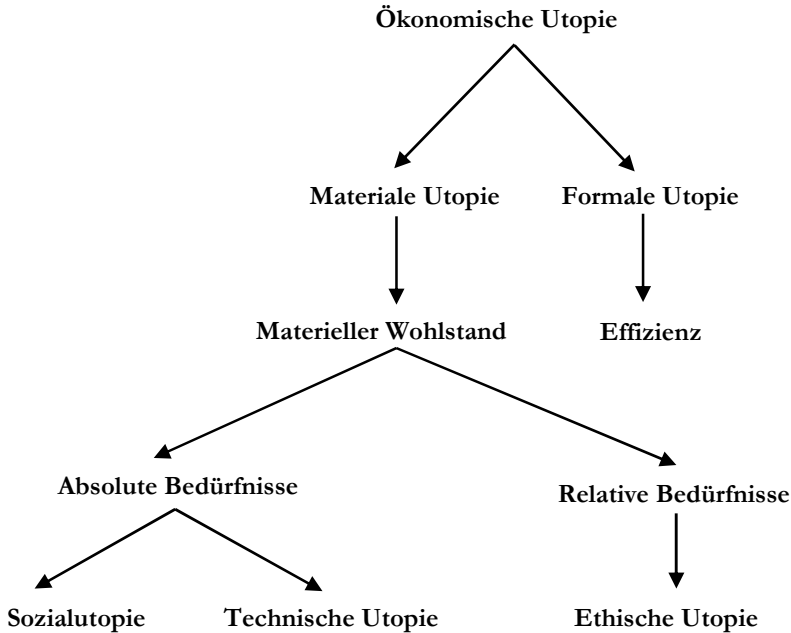 Ökonomische Utopie
Materiale Utopie
Formale Utopie
Materieller Wohlstand
Effizienz
Absolute Bedürfnisse
Relative Bedürfnisse
Sozialutopie
Technische Utopie
Ethische Utopie